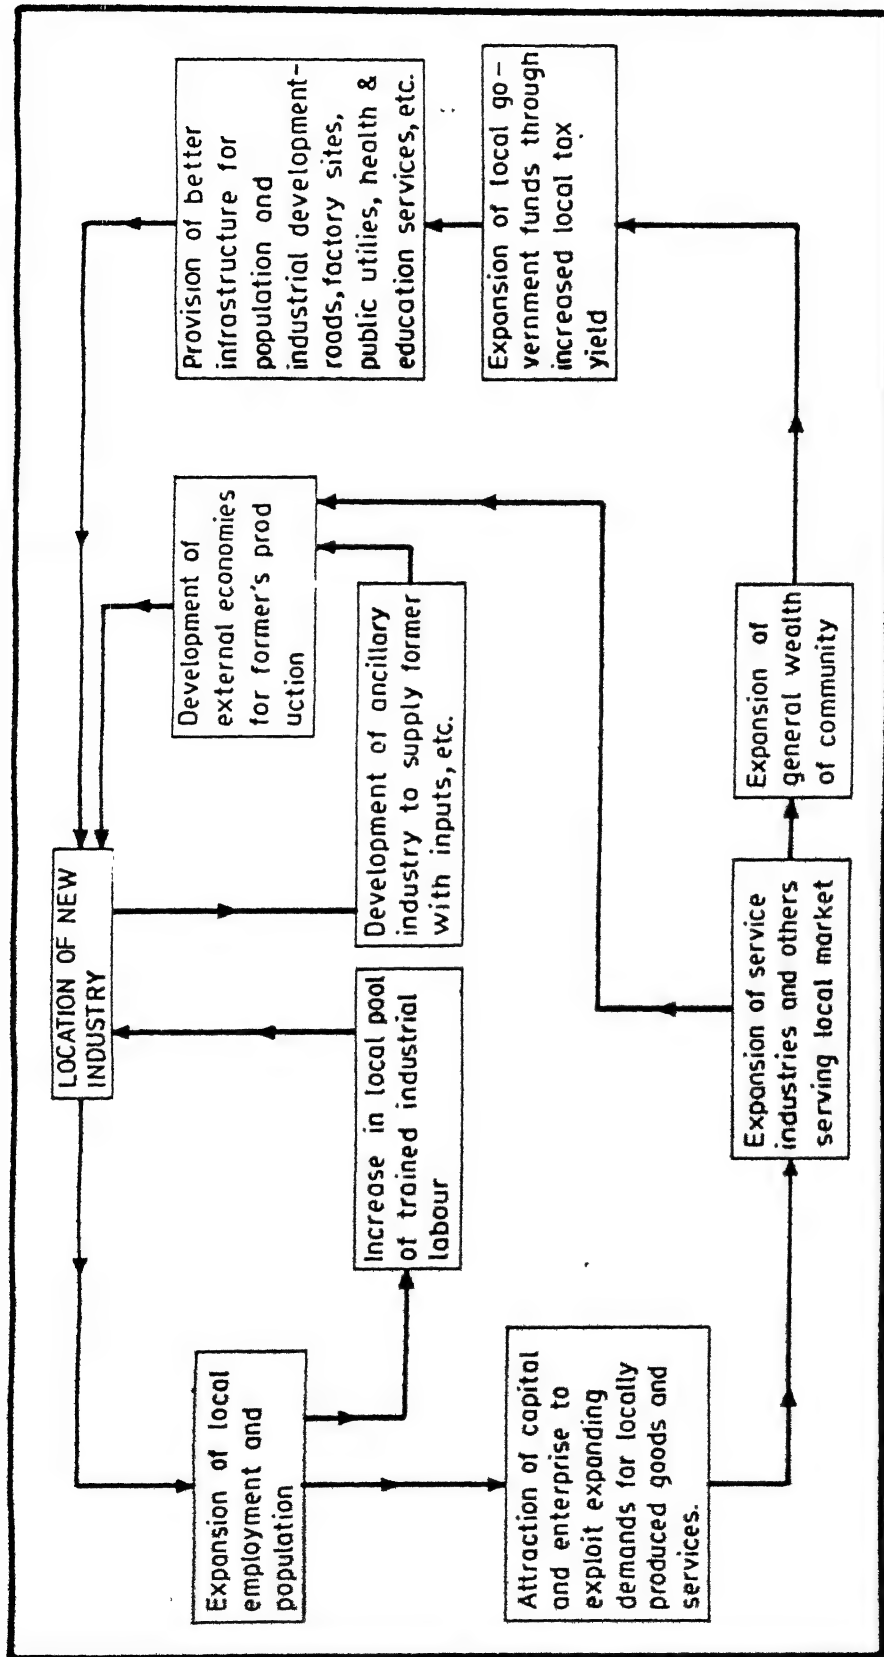 LOCATION OF NEW
INDUSTRY
Expansion of local
employment and
population
Increase in local pool
of trained industrial
labour
Development of ancillary
industry to supply former
with inputs, etc.
Development of
external economies
for former's prod
uction
Provision of better
infrastructure for
population and
industrial development-
roads, factory sites,
public utilies, health &
education services, etc.
Attraction of capital
and enterprise to
exploit expanding
demands for locally
produced goods and
services.
Expansion of service
industries and others
serving local market
Expansion of
general wealth
of community
Expansion of local go-
vernment funds through
increased local tax
yield